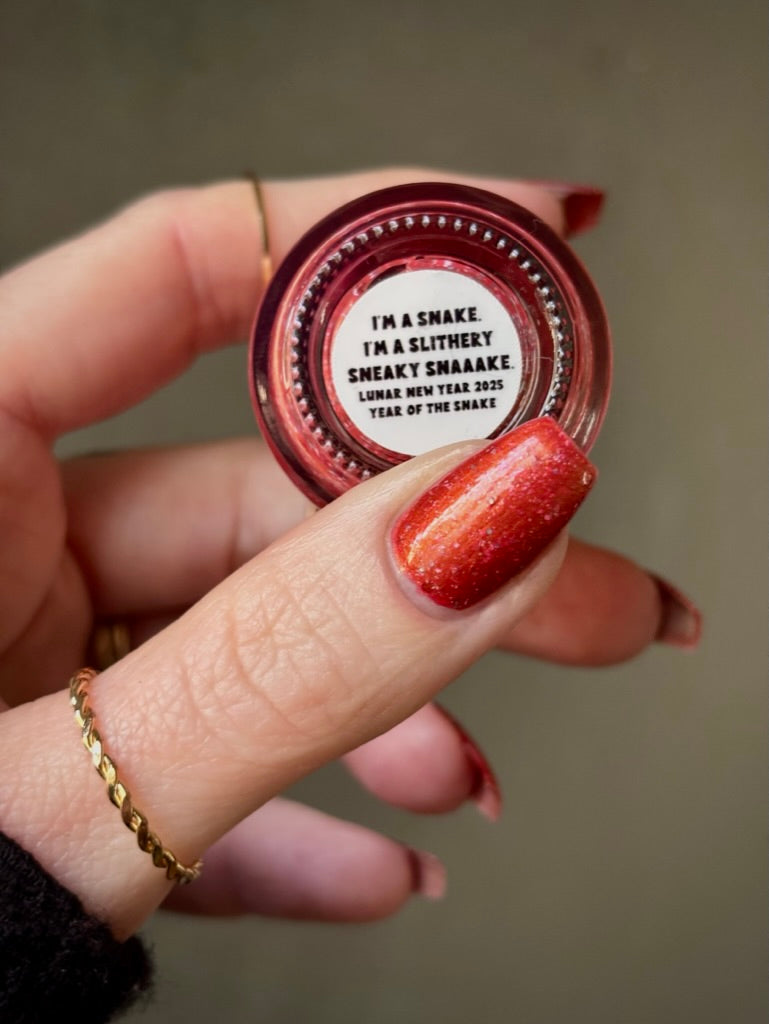 I'M A SNAKE.
I'M A SLITHERY
SNEAKY SNAAAKE.
LUNAR NEW YEAR 2025
YEAR OF THE SNAKE